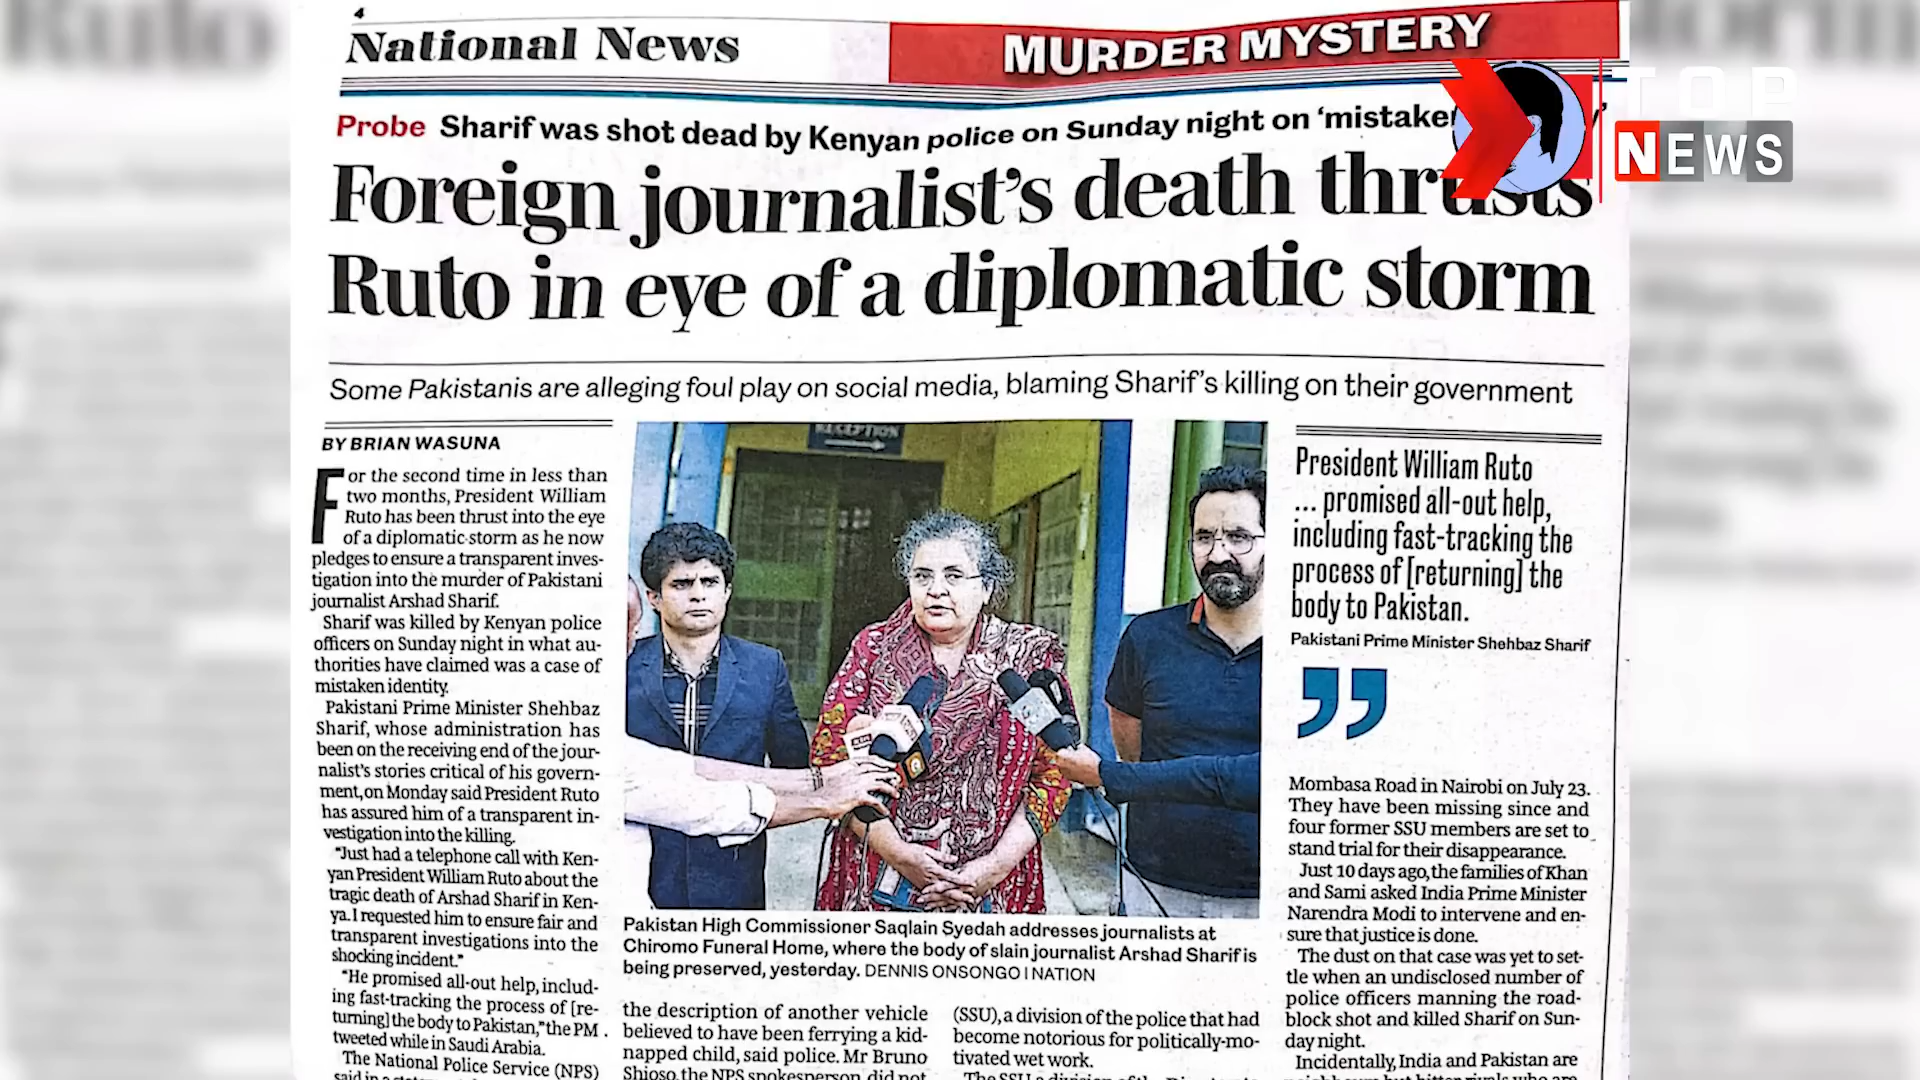 4
National News
MURDER MYSTERY
TOP
NEWS
Probe Sharif was shot dead by Kenyan police on Sunday night on ‘mistake
Foreign journalist’s death thrusts
Ruto in eye of a diplomatic storm
Some Pakistanis are alleging foul play on social media, blaming Sharif’s killing on their government
BY BRIAN WASUNA
For the second time in less than
two months, President William
Ruto has been thrust into the eye
of a diplomatic storm as he now
pledges to ensure a transparent inves-
tigation into the murder of Pakistani
journalist Arshad Sharif.
Sharif was killed by Kenyan police
officers on Sunday night in what au-
thorities have claimed was a case of
mistaken identity.
Pakistani Prime Minister Shehbaz
Sharif, whose administration has
been on the receiving end of the jour-
nalist’s stories critical of his govern-
ment, on Monday said President Ruto
has assured him of a transparent in-
vestigation into the killing.
"Just had a telephone call with Ken-
yan President William Ruto about the
tragic death of Arshad Sharif in Ken-
ya. I requested him to ensure fair and
transparent investigations into the
shocking incident."
"He promised all-out help, includ-
ing fast-tracking the process of [re-
turning] the body to Pakistan," the PM
tweeted while in Saudi Arabia.
The National Police Service (NPS)
said in a
RECEPTION
Pakistan High Commissioner Saqlain Syedah addresses journalists at
Chiromo Funeral Home, where the body of slain journalist Arshad Sharif is
being preserved, yesterday. DENNIS ONSONGO | NATION
the description of another vehicle
believed to have been ferrying a kid-
napped child, said police. Mr Bruno
Shioso, the NPS spokesperson, did not
(SSU), a division of the police that had
become notorious for politically-mo-
tivated wet work.
The SSU, a division of the
President William Ruto
... promised all-out help,
including fast-tracking the
process of [returning] the
body to Pakistan.
Pakistani Prime Minister Shehbaz Sharif
”
Mombasa Road in Nairobi on July 23.
They have been missing since and
four former SSU members are set to
stand trial for their disappearance.
Just 10 days ago, the families of Khan
and Sami asked India Prime Minister
Narendra Modi to intervene and en-
sure that justice is done.
The dust on that case was yet to set-
tle when an undisclosed number of
police officers manning the road-
block shot and killed Sharif on Sun-
day night.
Incidentally, India and Pakistan are